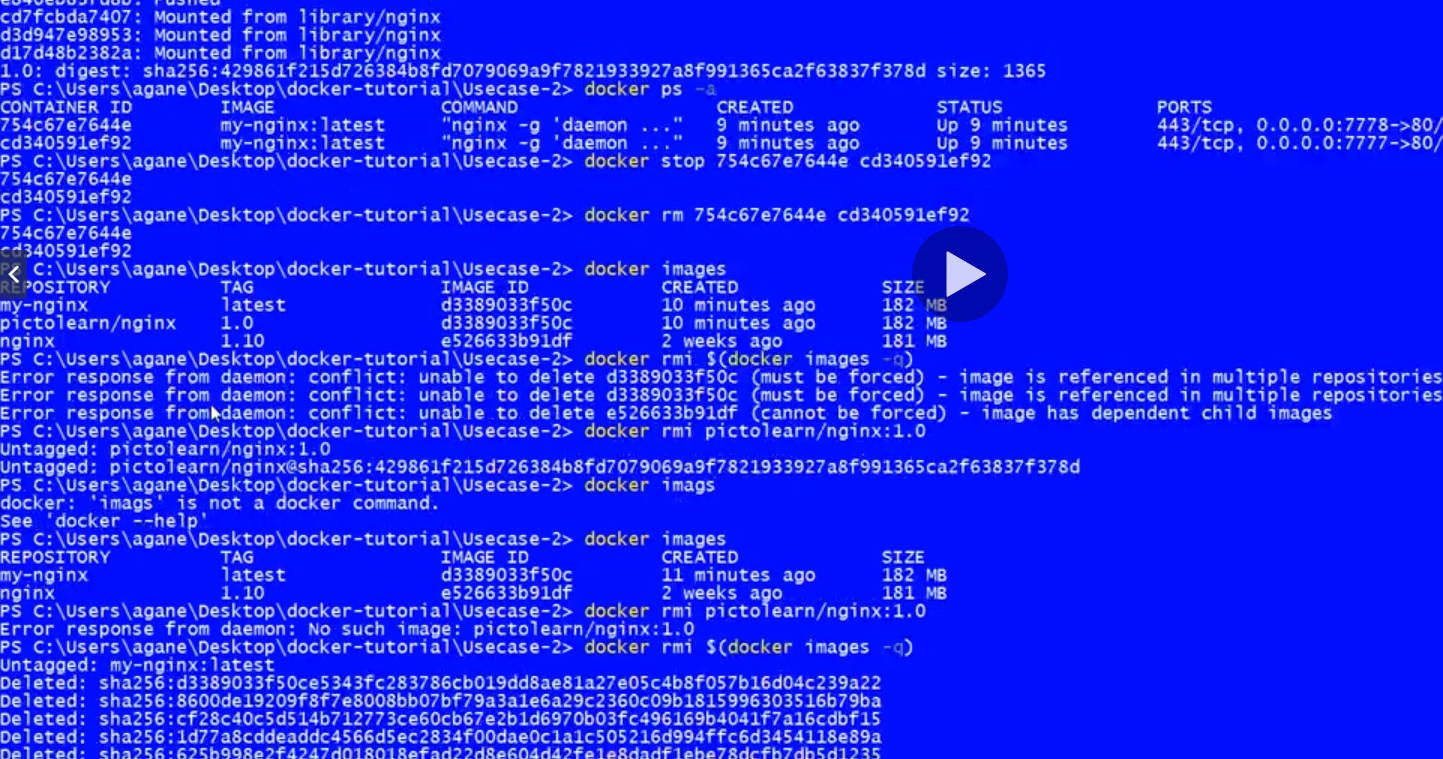 cd7fcbda7407: Mounted from library/nginx
d3d947e98953: Mounted from library/nginx
d17d48b2382a: Mounted from library/nginx
1.0: digest: sha256:429861f215d726384b8fd7079069a9f7821933927a8f991365ca2f63837f378d size: 1365
PS C:\Users\agane\Desktop\docker-tutorial\Usecase-2> docker ps -a
CONTAINER ID IMAGE COMMAND CREATED STATUS PORTS
754c67e7644e my-nginx:latest "nginx -g 'daemon ..." 9 minutes ago Up 9 minutes 443/tcp, 0.0.0.0:7778->80/
cd340591ef92 my-nginx:latest "nginx -g 'daemon ..." 9 minutes ago Up 9 minutes 443/tcp, 0.0.0.0:7777->80/
PS C:\Users\agane\Desktop\docker-tutorial\Usecase-2> docker stop 754c67e7644e cd340591ef92
754c67e7644e
cd340591ef92
PS C:\Users\agane\Desktop\docker-tutorial\Usecase-2> docker rm 754c67e7644e cd340591ef92
754c67e7644e
cd340591ef92
PS C:\Users\agane\Desktop\docker-tutorial\Usecase-2> docker images
REPOSITORY TAG IMAGE ID CREATED SIZE
my-nginx latest d3389033f50c 10 minutes ago 182 MB
pictolearn/nginx 1.0 d3389033f50c 10 minutes ago 182 MB
nginx 1.10 e526633b91df 2 weeks ago 181 MB
PS C:\Users\agane\Desktop\docker-tutorial\Usecase-2> docker rmi $(docker images -q)
Error response from daemon: conflict: unable to delete d3389033f50c (must be forced) - image is referenced in multiple repositories
Error response from daemon: conflict: unable to delete d3389033f50c (must be forced) - image is referenced in multiple repositories
Error response from daemon: conflict: unable to delete e526633b91df (cannot be forced) - image has dependent child images
PS C:\Users\agane\Desktop\docker-tutorial\Usecase-2> docker rmi pictolearn/nginx:1.0
Untagged: pictolearn/nginx:1.0
Untagged: pictolearn/nginx@sha256:429861f215d726384b8fd7079069a9f7821933927a8f991365ca2f63837f378d
PS C:\Users\agane\Desktop\docker-tutorial\Usecase-2> docker imags
docker: 'imags' is not a docker command.
See 'docker --help'
PS C:\Users\agane\Desktop\docker-tutorial\Usecase-2> docker images
REPOSITORY TAG IMAGE ID CREATED SIZE
my-nginx latest d3389033f50c 11 minutes ago 182 MB
nginx 1.10 e526633b91df 2 weeks ago 181 MB
PS C:\Users\agane\Desktop\docker-tutorial\Usecase-2> docker rmi pictolearn/nginx:1.0
Error response from daemon: No such image: pictolearn/nginx:1.0
PS C:\Users\agane\Desktop\docker-tutorial\Usecase-2> docker rmi $(docker images -q)
Untagged: my-nginx:latest
Deleted: sha256:d3389033f50ce5343fc283786cb019dd8ae81a27e05c4b8f057b16d04c239a22
Deleted: sha256:8600de19209f8f7e8008bb07bf79a3a1e6a29c2360c09b1815996303516b79ba
Deleted: sha256:cf28c40c5d514b712773ce60cb67e2b1d6970b03fc496169b4041f7a16cdbf15
Deleted: sha256:1d77a8cddeaddc4566d5ec2834f00dae0c1a1c505216d994ffc6d3454118e89a
Deleted: sha256:625b998e2f4247d018018efad22d8e604d42fe1e8dadf1ebe78dcfb7db5d1235